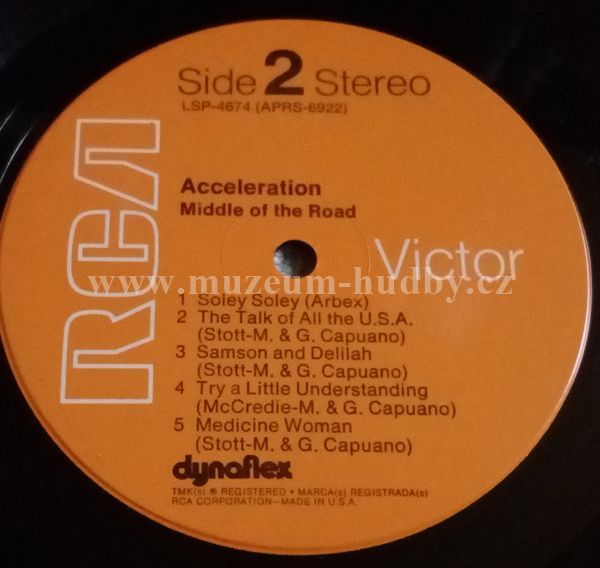 Side 2 Stereo
LSP-4674 (APRS-6922)
RCA
Acceleration
Middle of the Road
Victor
www.muzeum-hudby.cz
1 Soley Soley (Arbex)
2 The Talk of All the U.S.A.
(Stott-M. & G. Capuano)
3 Samson and Delilah
(Stott-M. & G. Capuano)
4 Try a Little Understanding
(McCredie-M. & G. Capuano)
5 Medicine Woman
(Stott-M. & G. Capuano)
dynaflex
TMK(s) ® REGISTERED • MARCA(s) REGISTRADA(s)
RCA CORPORATION—MADE IN U.S.A.